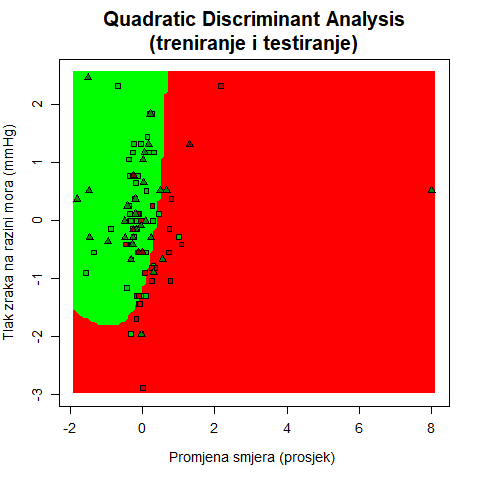 Quadratic Discriminant Analysis
(treniranje i testiranje)
Tlak zraka na razini mora (mmHg)
2
1
0
-1
-2
-3
-2 0 2 4 6 8
Promjena smjera (prosjek)